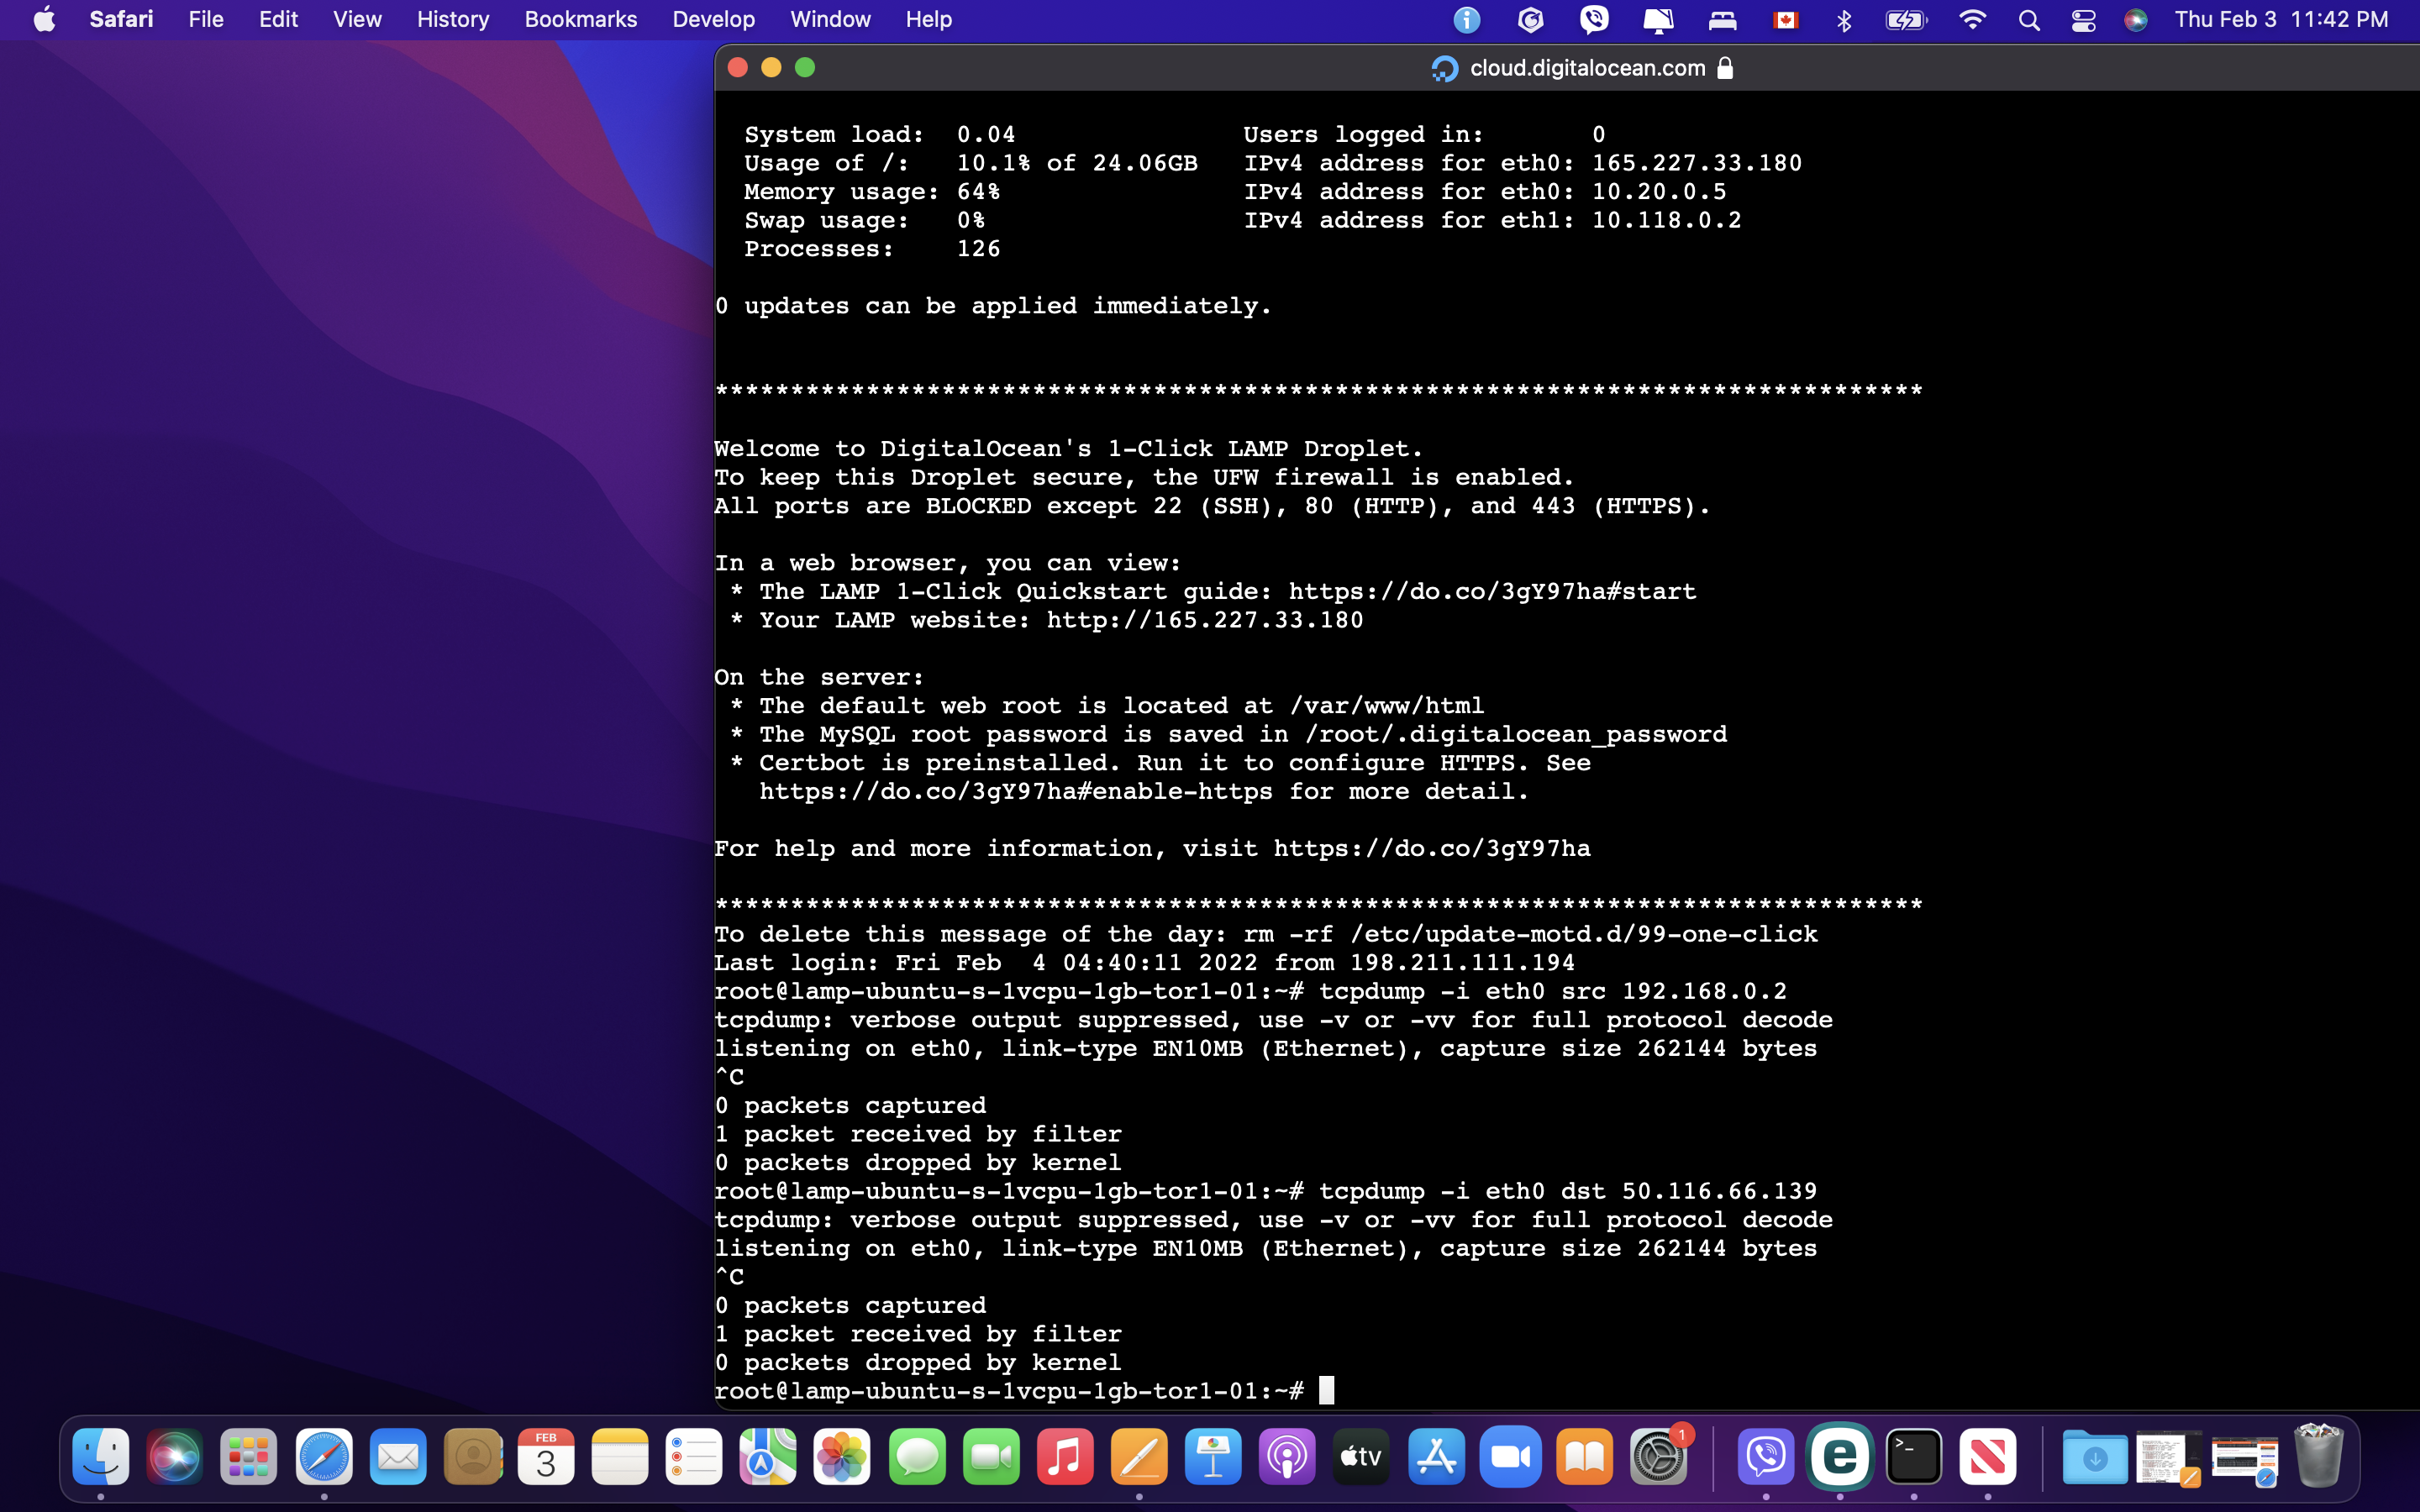 Safari File Edit View History Bookmarks Develop Window Help Thu Feb 3 11:42 PM
cloud.digitalocean.com
System load: 0.04 Users logged in: 0
Usage of /: 10.1% of 24.06GB IPv4 address for eth0: 165.227.33.180
Memory usage: 64% IPv4 address for eth0: 10.20.0.5
Swap usage: 0% IPv4 address for eth1: 10.118.0.2
Processes: 126
0 updates can be applied immediately.
********************************************************************************
Welcome to DigitalOcean's 1-Click LAMP Droplet.
To keep this Droplet secure, the UFW firewall is enabled.
All ports are BLOCKED except 22 (SSH), 80 (HTTP), and 443 (HTTPS).
In a web browser, you can view:
* The LAMP 1-Click Quickstart guide: https://do.co/3gY97ha#start
* Your LAMP website: http://165.227.33.180
On the server:
* The default web root is located at /var/www/html
* The MySQL root password is saved in /root/.digitalocean_password
* Certbot is preinstalled. Run it to configure HTTPS. See
https://do.co/3gY97ha#enable-https for more detail.
For help and more information, visit https://do.co/3gY97ha
********************************************************************************
To delete this message of the day: rm -rf /etc/update-motd.d/99-one-click
Last login: Fri Feb  4 04:40:11 2022 from 198.211.111.194
root@lamp-ubuntu-s-1vcpu-1gb-tor1-01:~# tcpdump -i eth0 src 192.168.0.2
tcpdump: verbose output suppressed, use -v or -vv for full protocol decode
listening on eth0, link-type EN10MB (Ethernet), capture size 262144 bytes
^C
0 packets captured
1 packet received by filter
0 packets dropped by kernel
root@lamp-ubuntu-s-1vcpu-1gb-tor1-01:~# tcpdump -i eth0 dst 50.116.66.139
tcpdump: verbose output suppressed, use -v or -vv for full protocol decode
listening on eth0, link-type EN10MB (Ethernet), capture size 262144 bytes
^C
0 packets captured
1 packet received by filter
0 packets dropped by kernel
root@lamp-ubuntu-s-1vcpu-1gb-tor1-01:~#
FEB
3
tv
1
e
>_